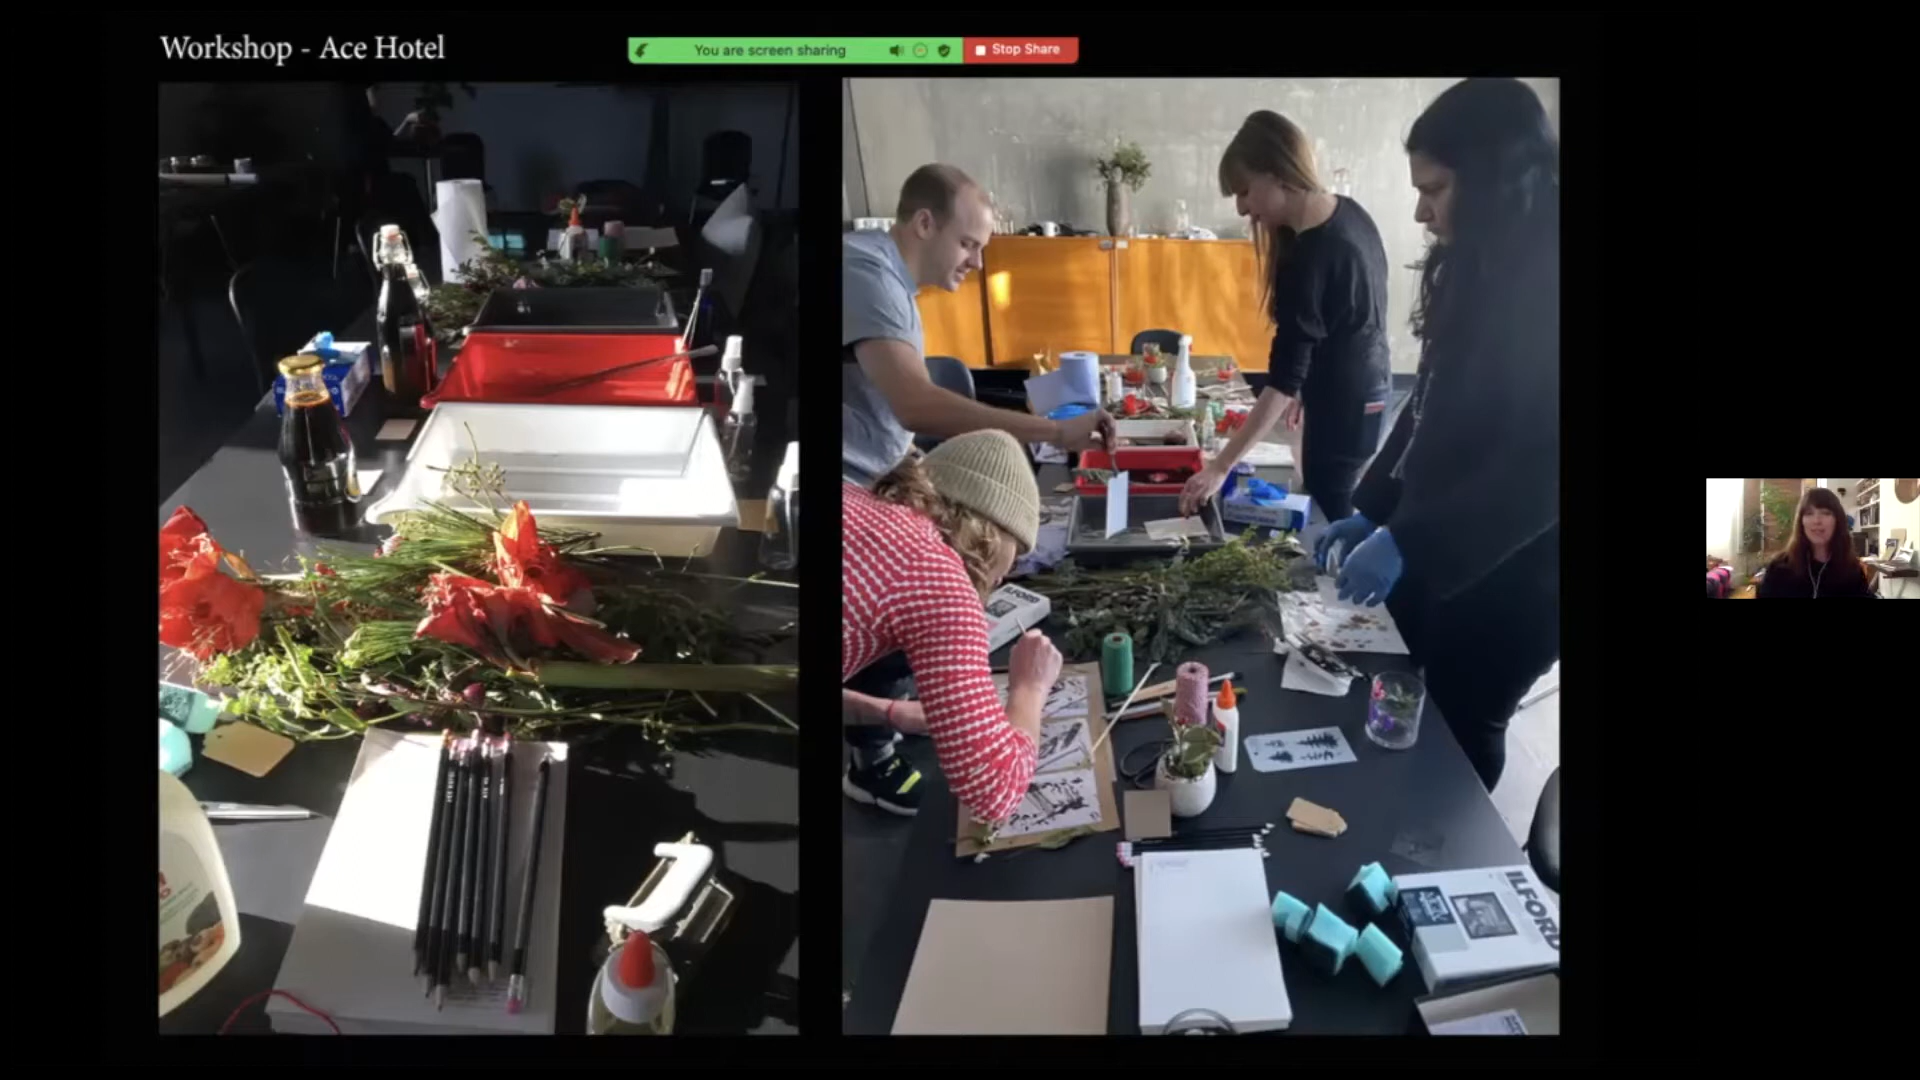 Workshop - Ace Hotel
You are screen sharing
Stop Share
ILFORD
ILFORD